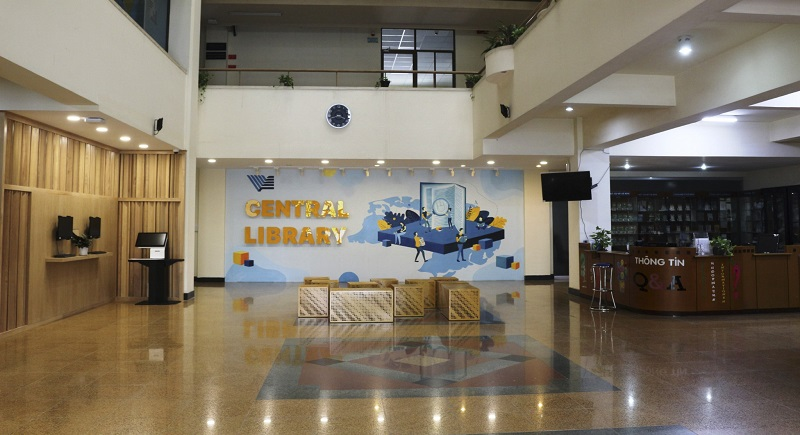 CENTRAL
LIBRARY
THÔNG TIN
Q&A